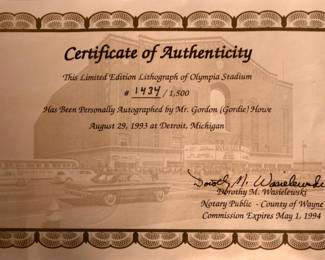 Certificate of Authenticity
This Limited Edition Lithograph of Olympia Stadium
# 1434 / 1,500
Has Been Personally Autographed by Mr. Gordon (Gordie) Howe
August 29, 1993 at Detroit, Michigan
Dorothy M. Wasielewski
Dorothy M. Wasielewski
Notary Public - County of Wayne
Commission Expires May 1, 1994